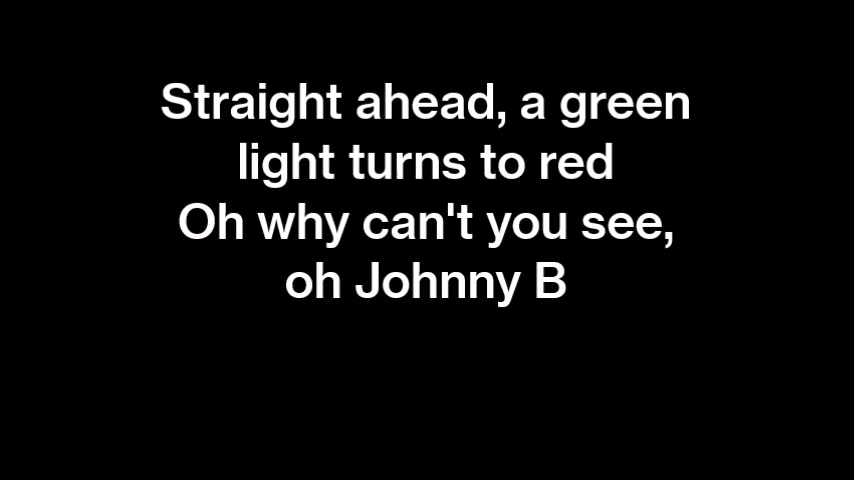 Straight ahead, a green
light turns to red
Oh why can't you see,
oh Johnny B